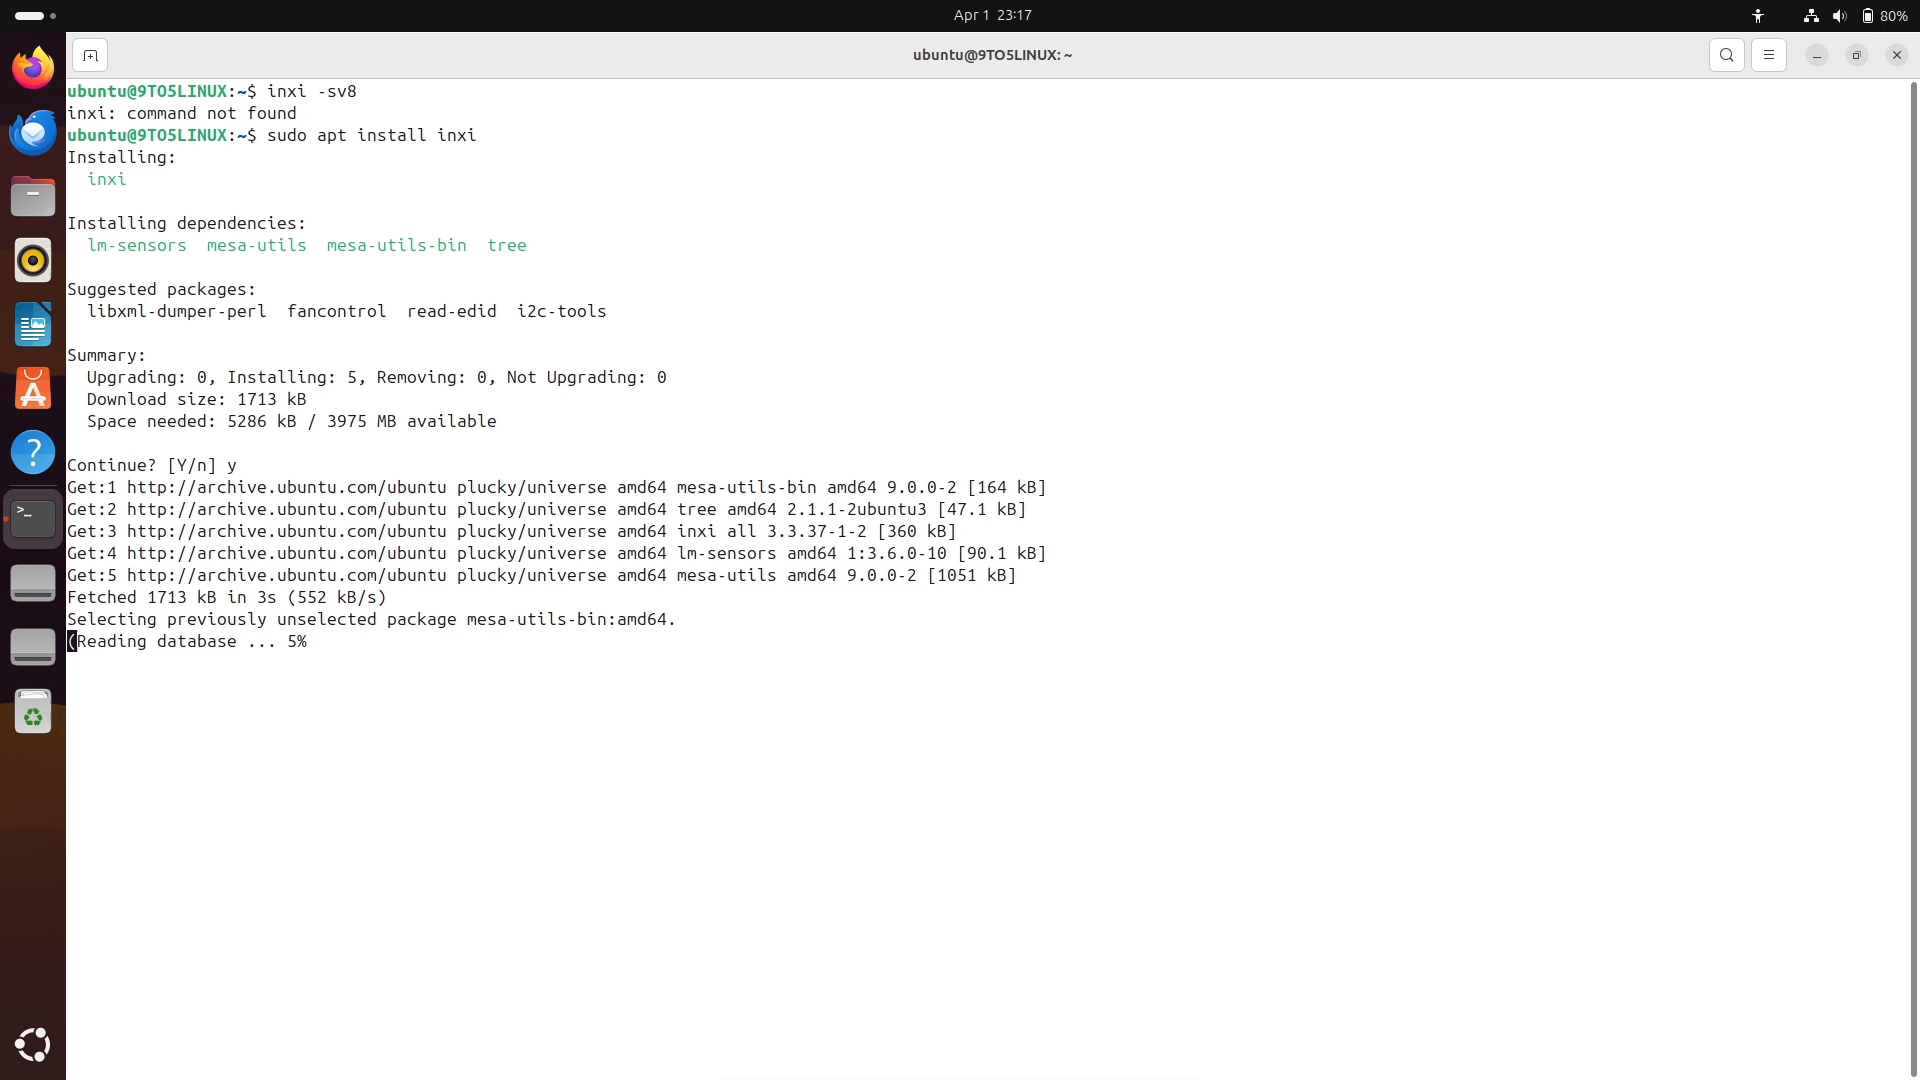 Apr 1 23:17
80%
ubuntu@9TO5LINUX: ~
ubuntu@9TO5LINUX:~$ inxi -sv8
inxi: command not found
ubuntu@9TO5LINUX:~$ sudo apt install inxi
Installing:
  inxi
Installing dependencies:
  lm-sensors  mesa-utils  mesa-utils-bin  tree
Suggested packages:
  libxml-dumper-perl  fancontrol  read-edid  i2c-tools
Summary:
  Upgrading: 0, Installing: 5, Removing: 0, Not Upgrading: 0
  Download size: 1713 kB
  Space needed: 5286 kB / 3975 MB available
Continue? [Y/n] y
Get:1 http://archive.ubuntu.com/ubuntu plucky/universe amd64 mesa-utils-bin amd64 9.0.0-2 [164 kB]
Get:2 http://archive.ubuntu.com/ubuntu plucky/universe amd64 tree amd64 2.1.1-2ubuntu3 [47.1 kB]
Get:3 http://archive.ubuntu.com/ubuntu plucky/universe amd64 inxi all 3.3.37-1-2 [360 kB]
Get:4 http://archive.ubuntu.com/ubuntu plucky/universe amd64 lm-sensors amd64 1:3.6.0-10 [90.1 kB]
Get:5 http://archive.ubuntu.com/ubuntu plucky/universe amd64 mesa-utils amd64 9.0.0-2 [1051 kB]
Fetched 1713 kB in 3s (552 kB/s)
Selecting previously unselected package mesa-utils-bin:amd64.
(Reading database ... 5%